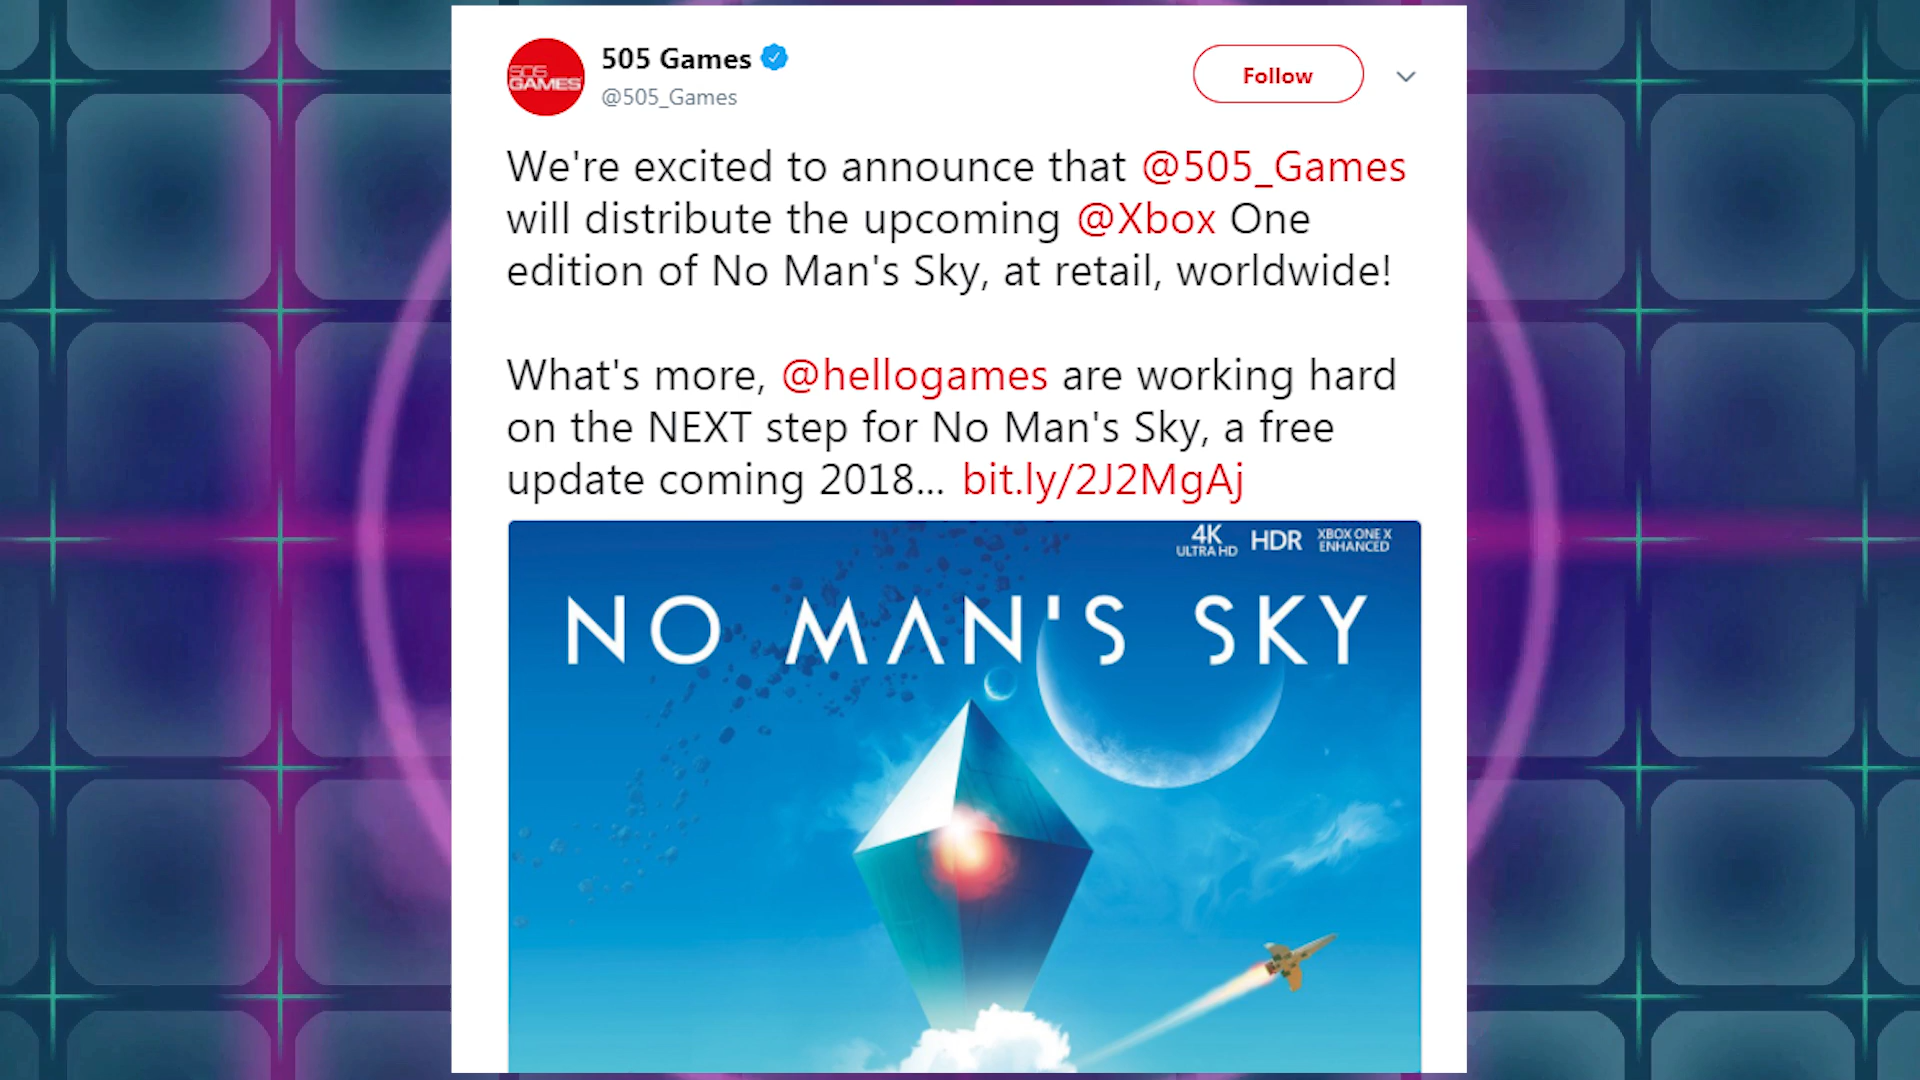 505 Games
@505_Games
Follow
505
GAMES
We're excited to announce that @505_Games
will distribute the upcoming @Xbox One
edition of No Man's Sky, at retail, worldwide!
What's more, @hellogames are working hard
on the NEXT step for No Man's Sky, a free
update coming 2018... bit.ly/2J2MgAj
4K
ULTRA HD
HDR
XBOX ONE X
ENHANCED
NO MAN'S SKY